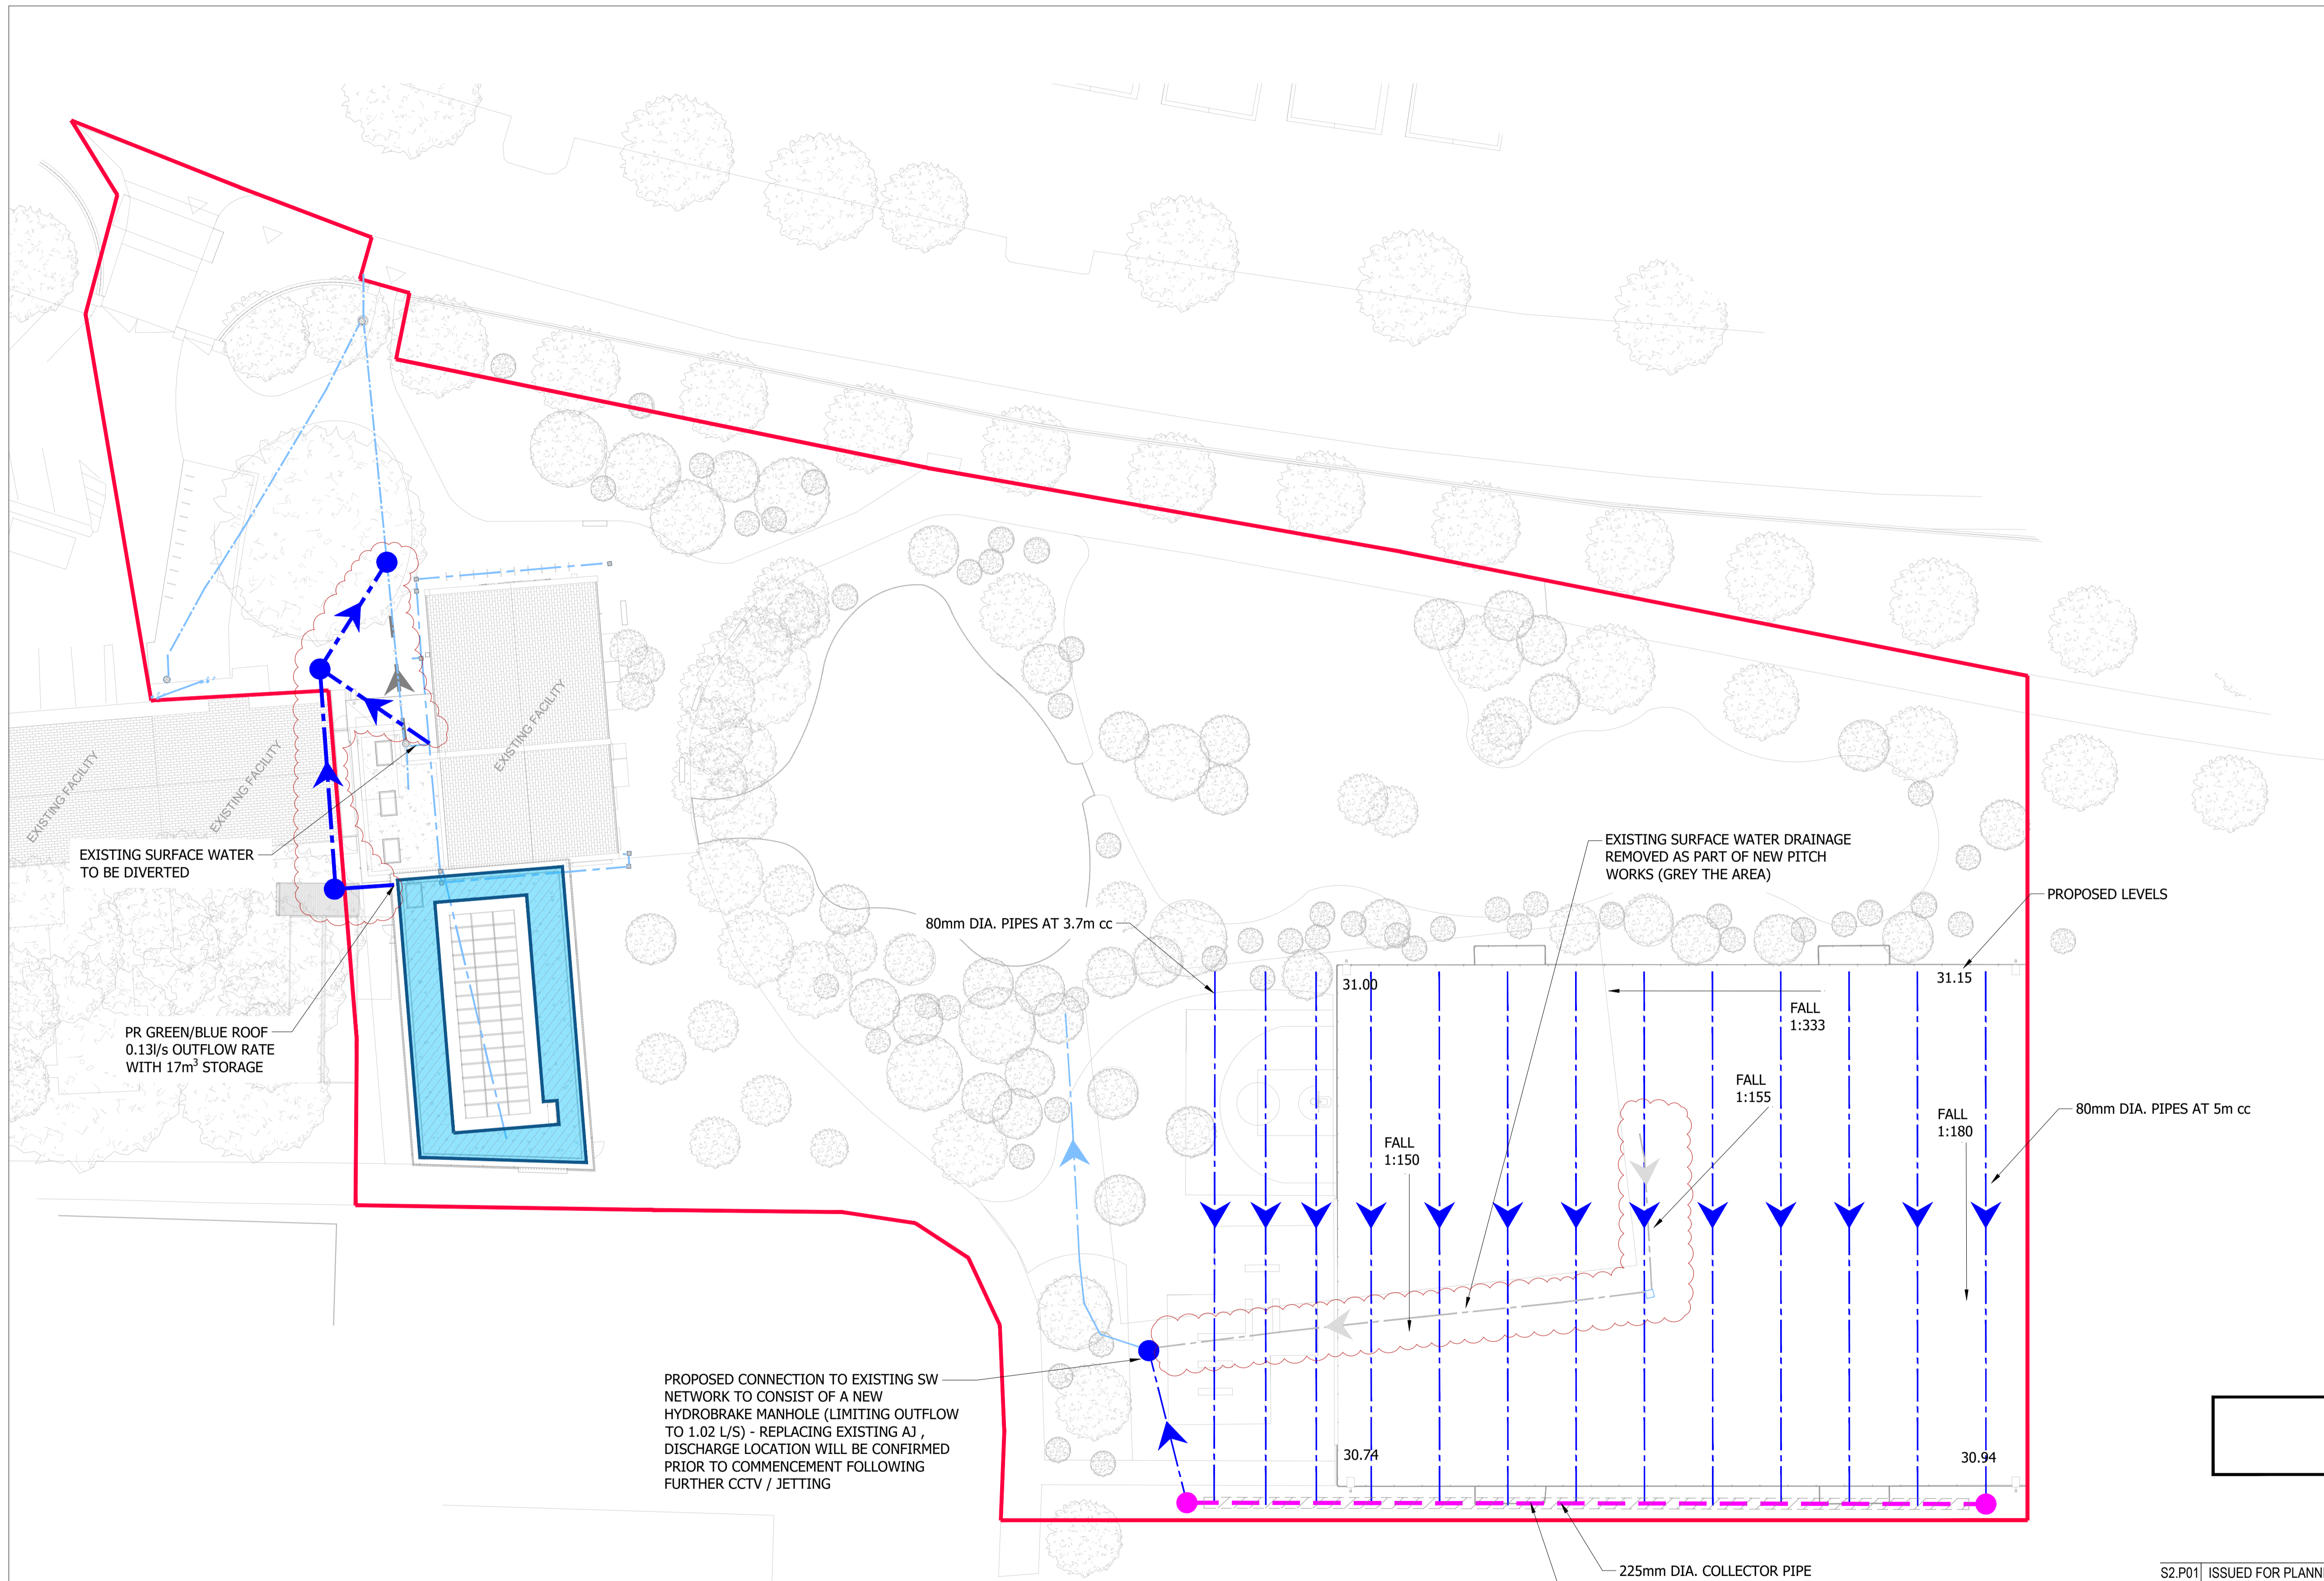 EXISTING FACILITY
EXISTING FACILITY
EXISTING FACILITY
EXISTING SURFACE WATER
TO BE DIVERTED
PR GREEN/BLUE ROOF
0.13l/s OUTFLOW RATE
WITH 17m³ STORAGE
80mm DIA. PIPES AT 3.7m cc
EXISTING SURFACE WATER DRAINAGE
REMOVED AS PART OF NEW PITCH
WORKS (GREY THE AREA)
PROPOSED LEVELS
31.00
31.15
FALL
1:333
FALL
1:155
FALL
1:150
FALL
1:180
80mm DIA. PIPES AT 5m cc
PROPOSED CONNECTION TO EXISTING SW
NETWORK TO CONSIST OF A NEW
HYDROBRAKE MANHOLE (LIMITING OUTFLOW
TO 1.02 L/S) - REPLACING EXISTING AJ ,
DISCHARGE LOCATION WILL BE CONFIRMED
PRIOR TO COMMENCEMENT FOLLOWING
FURTHER CCTV / JETTING
30.74
30.94
225mm DIA. COLLECTOR PIPE
S2.P01 ISSUED FOR PLANN